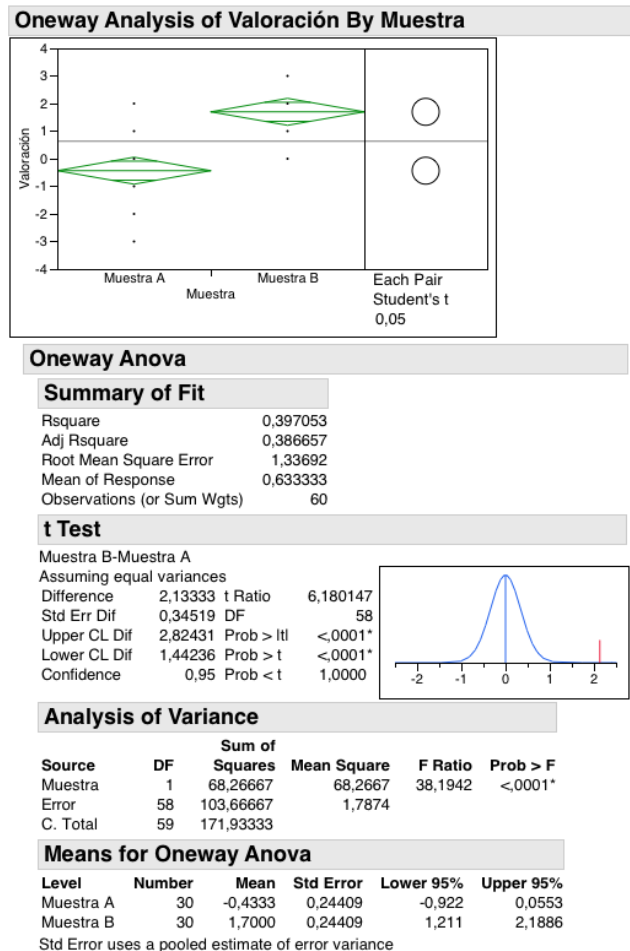 Oneway Analysis of Valoración By Muestra
4
3
2
1
0
-1
-2
-3
-4
Valoración
Muestra A Muestra B
Muestra
Each Pair
Student's t
0,05
Oneway Anova
Summary of Fit
Rsquare 0,397053
Adj Rsquare 0,386657
Root Mean Square Error 1,33692
Mean of Response 0,633333
Observations (or Sum Wgts) 60
t Test
Muestra B-Muestra A
Assuming equal variances
Difference 2,13333 t Ratio 6,180147
Std Err Dif 0,34519 DF 58
Upper CL Dif 2,82431 Prob > |t| <,0001*
Lower CL Dif 1,44236 Prob > t <,0001*
Confidence 0,95 Prob < t 1,0000
-2 -1 0 1 2
Analysis of Variance
Sum of
Source DF Squares Mean Square F Ratio Prob > F
Muestra 1 68,26667 68,2667 38,1942 <,0001*
Error 58 103,66667 1,7874
C. Total 59 171,93333
Means for Oneway Anova
Level Number Mean Std Error Lower 95% Upper 95%
Muestra A 30 -0,4333 0,24409 -0,922 0,0553
Muestra B 30 1,7000 0,24409 1,211 2,1886
Std Error uses a pooled estimate of error variance